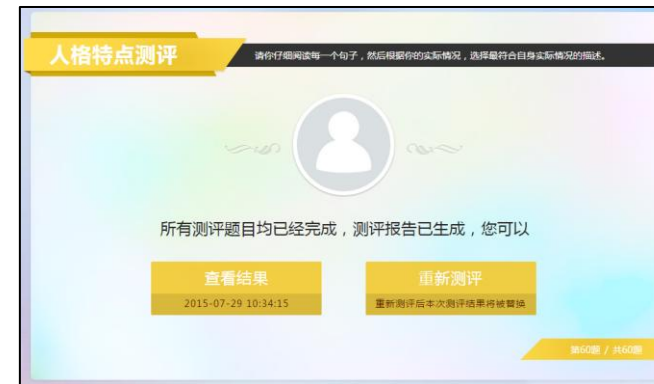 人格特点测评
请你仔细阅读每一个句子，然后根据你的实际情况，选择最符合自身实际情况的描述。
所有测评题目均已经完成，测评报告已生成，您可以
查看结果
2015-07-29 10:34:15
重新测评
重新测评后本次测评结果将被替换
第60题 / 共60题